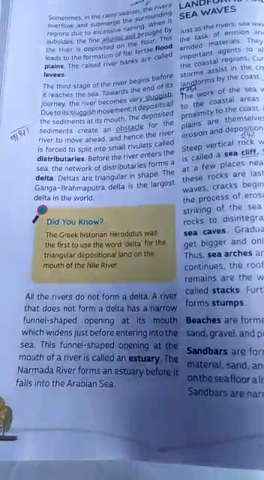 Sometimes, in the rainy season, the rivers
overflow and submerge the surrounding
regions due to excessive pouring. When it
subsides, the fine alluvial soil brought by
the river is deposited on the floor. This
leads to the formation of flat fertile flood
plains. The raised river banks are called
levees.
The third stage of the river begins before
it reaches the sea. Towards the end of its
journey, the river becomes very sluggish.
Due to its sluggish movement, it deposits all
the sediments at its mouth. The deposited
sediments create an obstacle for the
river to move ahead, and hence the river
is forced to split into small rivulets called
distributaries. Before the river enters the
sea, the network of distributaries forms a
delta. Deltas are triangular in shape. The
Ganga-Brahmaputra delta is the largest
delta in the world.
Did You Know?
The Greek historian Herodotus was
the first to use the word 'delta' for the
triangular depositional land on the
mouth of the Nile River.
All the rivers do not form a delta. A river
that does not form a delta has a narrow
funnel-shaped opening at its mouth
which widens just before entering into the
sea. This funnel-shaped opening at the
mouth of a river is called an estuary. The
Narmada River forms an estuary before it
falls into the Arabian Sea.
LANDFORMS
SEA WAVES
Just as the rivers, sea wav
the task of erosion an
eroded materials. They
important agents to a
the coastal regions. Cur
storms assist in the cre
landforms by the coast.
The work of the sea w
to the coastal areas
proximity to the coast.
plains are themselves
erosion and deposition
Steep vertical rock w
is called a sea cliff.
at a few places nea
these rocks are last
waves, cracks begin
the process of erosi
striking of the sea
rocks to disintegra
sea caves. Gradua
get bigger and onl
Thus, sea arches ar
continues, the roof
remains are the w
called stacks. Furt
forms stumps.
Beaches are forme
sand, gravel, and p
Sandbars are for
material, sand, an
on the sea floor a li
Sandbars are nar